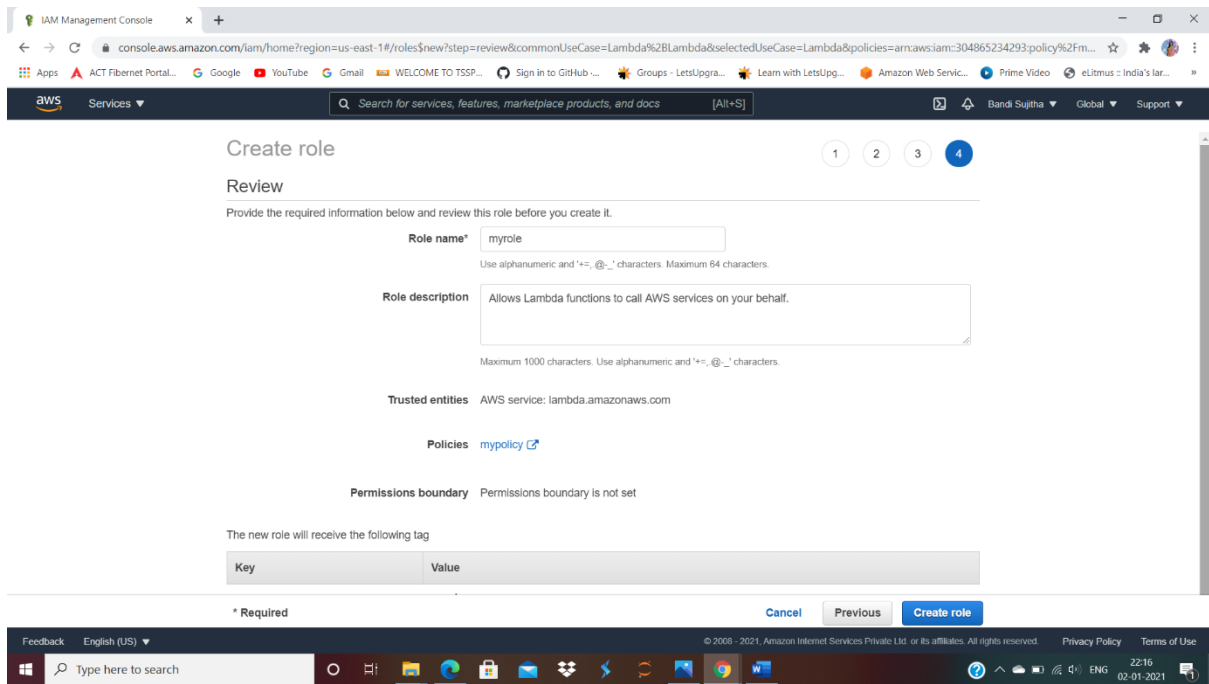 IAM Management Console
console.aws.amazon.com/iam/home?region=us-east-1#/roles$new?step=review&commonUseCase=Lambda%2BLambda&selectedUseCase=Lambda&policies=arn:aws:iam::304865234293:policy%2Fm...
Apps ACT Fibernet Portal... Google YouTube Gmail WELCOME TO TSSP... Sign in to GitHub ·... Groups - LetsUpgra... Learn with LetsUpg... Amazon Web Servic... Prime Video eLitmus :: India's lar... »
aws Services ▼ Search for services, features, marketplace products, and docs [Alt+S] Bandi Sujitha ▼ Global ▼ Support ▼
Create role 1 2 3 4
Review
Provide the required information below and review this role before you create it.
Role name* myrole
Use alphanumeric and '+=,.@-_' characters. Maximum 64 characters.
Role description Allows Lambda functions to call AWS services on your behalf.
Maximum 1000 characters. Use alphanumeric and '+=,.@-_' characters.
Trusted entities AWS service: lambda.amazonaws.com
Policies mypolicy
Permissions boundary Permissions boundary is not set
The new role will receive the following tag
Key Value
* Required Cancel Previous Create role
Feedback English (US) ▼ © 2008 - 2021, Amazon Internet Services Private Ltd. or its affiliates. All rights reserved. Privacy Policy Terms of Use
Type here to search ENG 22:16
02-01-2021